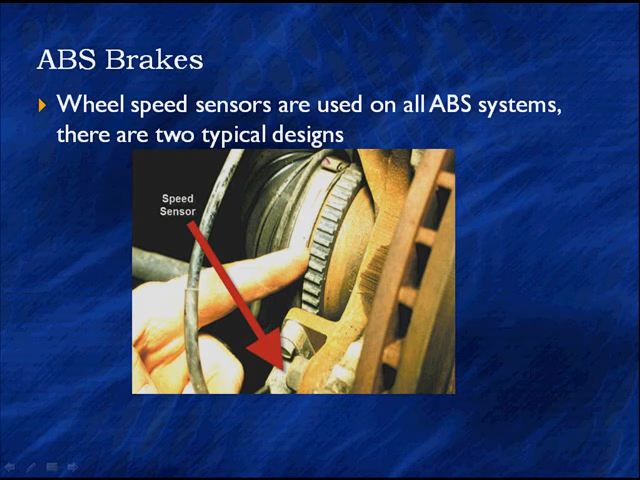 ABS Brakes
Wheel speed sensors are used on all ABS systems,
there are two typical designs
Speed
Sensor